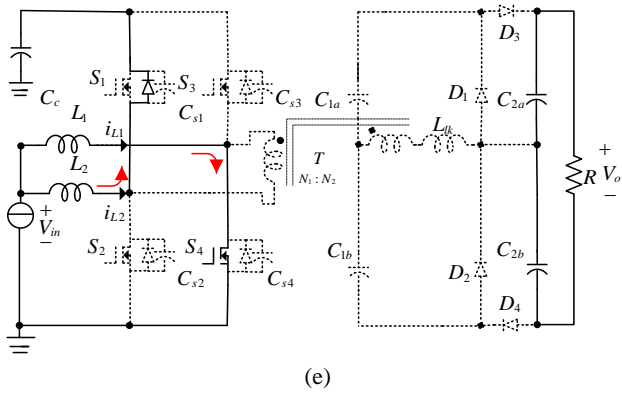 D3
S1
S3
Cc
Cs1
Cs3
C1a
D1
C2a
L1
iL1
Llk
L2
T
N1 : N2
+
Vin
−
iL2
R
+
Vo
−
S2
S4
Cs2
Cs4
C1b
D2
C2b
D4
(e)